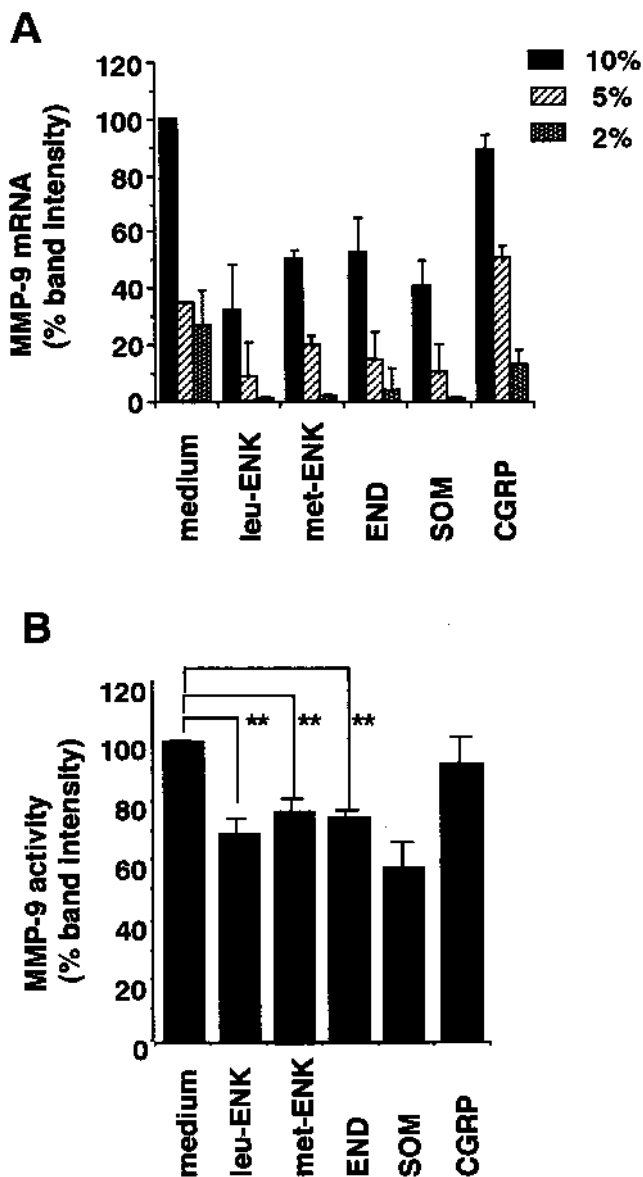 A
120
100
80
60
40
20
0
MMP-9 mRNA
(% band Intensity)
10%
5%
2%
medium
leu-ENK
met-ENK
END
SOM
CGRP
B
120
100
80
60
40
20
0
MMP-9 activity
(% band Intensity)
** ** **
medium
leu-ENK
met-ENK
END
SOM
CGRP